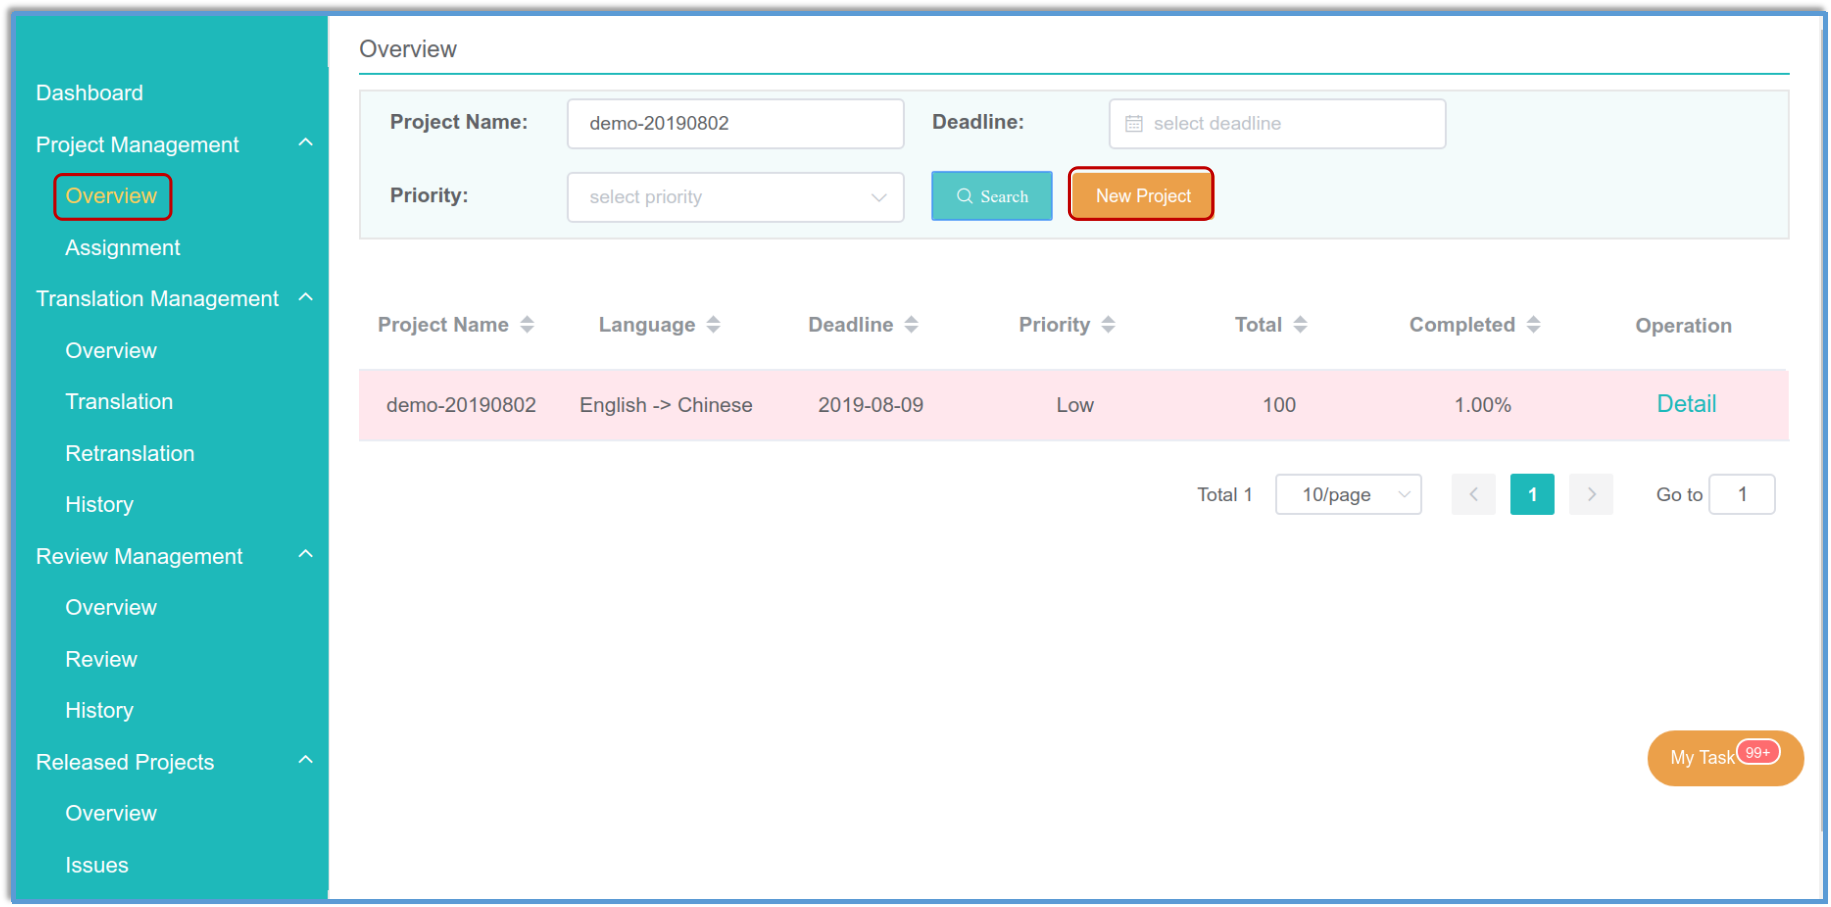 Dashboard
Project Management
Overview
Assignment
Translation Management
Overview
Translation
Retranslation
History
Review Management
Overview
Review
History
Released Projects
Overview
Issues
Overview
Project Name: demo-20190802 Deadline: select deadline
Priority: select priority Search New Project
Project Name Language Deadline Priority Total Completed Operation
demo-20190802 English -> Chinese 2019-08-09 Low 100 1.00% Detail
Total 1 10/page 1 Go to 1
My Task 99+